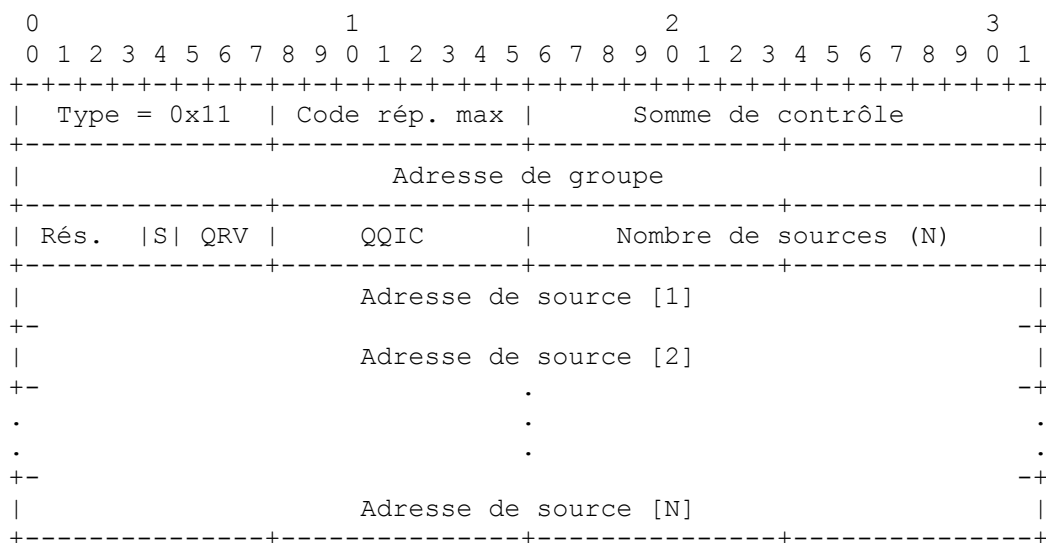 0                   1                   2                   3
 0 1 2 3 4 5 6 7 8 9 0 1 2 3 4 5 6 7 8 9 0 1 2 3 4 5 6 7 8 9 0 1
+-+-+-+-+-+-+-+-+-+-+-+-+-+-+-+-+-+-+-+-+-+-+-+-+-+-+-+-+-+-+-+-+
|  Type = 0x11  | Code rép. max |      Somme de contrôle        |
+---------------+---------------+---------------+---------------+
|                       Adresse de groupe                       |
+---------------+---------------+---------------+---------------+
| Rés.  |S| QRV |     QQIC      |     Nombre de sources (N)     |
+---------------+---------------+---------------+---------------+
|                     Adresse de source [1]                     |
+-                                                             -+
|                     Adresse de source [2]                     |
+-                              .                              -+
.                               .                               .
.                               .                               .
+-                                                             -+
|                     Adresse de source [N]                     |
+---------------+---------------+---------------+---------------+